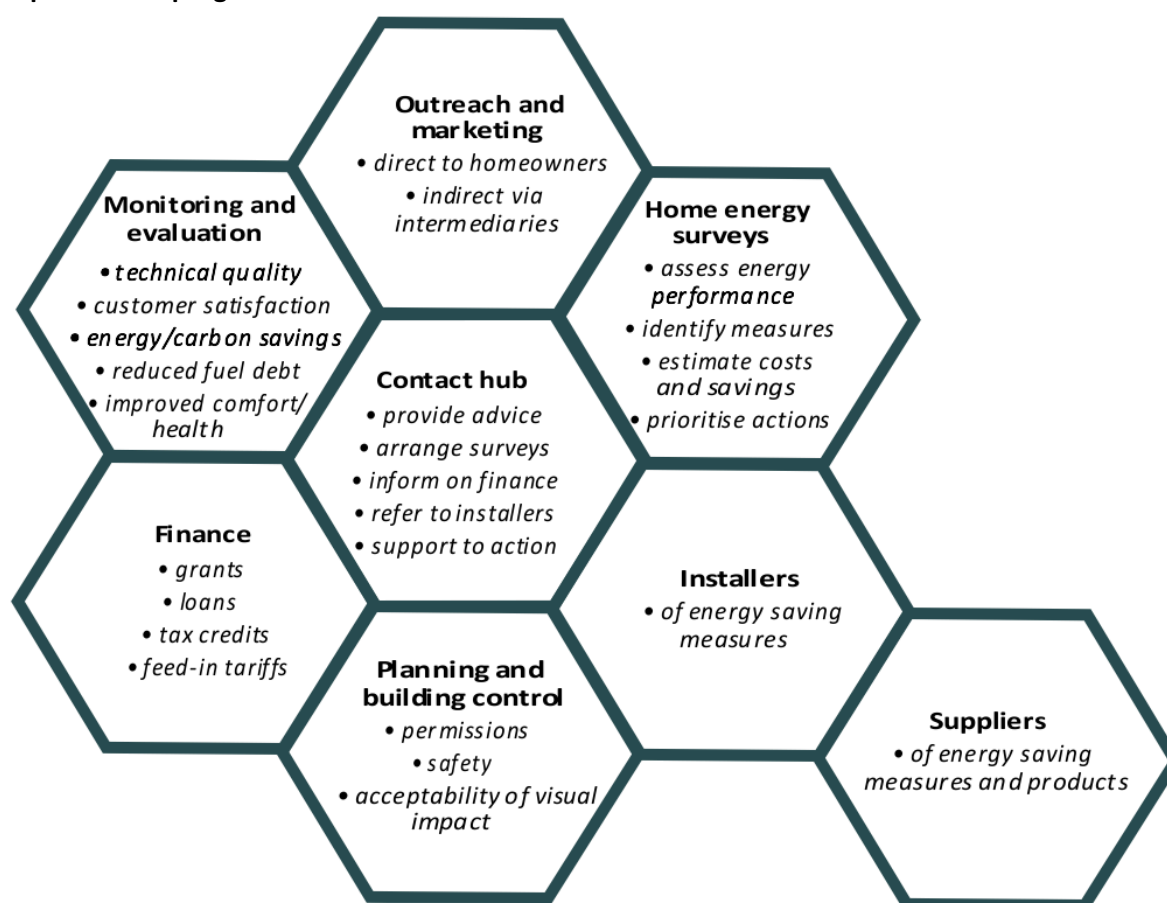 Outreach and
marketing
• direct to homeowners
• indirect via
intermediaries
Monitoring and
evaluation
• technical quality
• customer satisfaction
• energy/carbon savings
• reduced fuel debt
• improved comfort/
health
Home energy
surveys
• assess energy
performance
• identify measures
• estimate costs
and savings
• prioritise actions
Contact hub
• provide advice
• arrange surveys
• inform on finance
• refer to installers
• support to action
Finance
• grants
• loans
• tax credits
• feed-in tariffs
Installers
• of energy saving
measures
Planning and
building control
• permissions
• safety
• acceptability of visual
impact
Suppliers
• of energy saving
measures and products